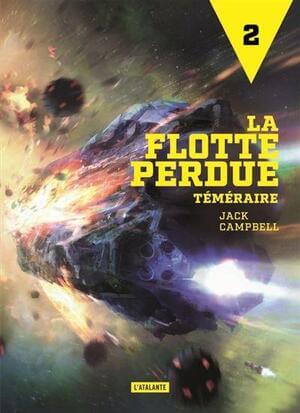 2
LA
FLOTTE
PERDUE
TÉMÉRAIRE
JACK
CAMPBELL
L'ATALANTE